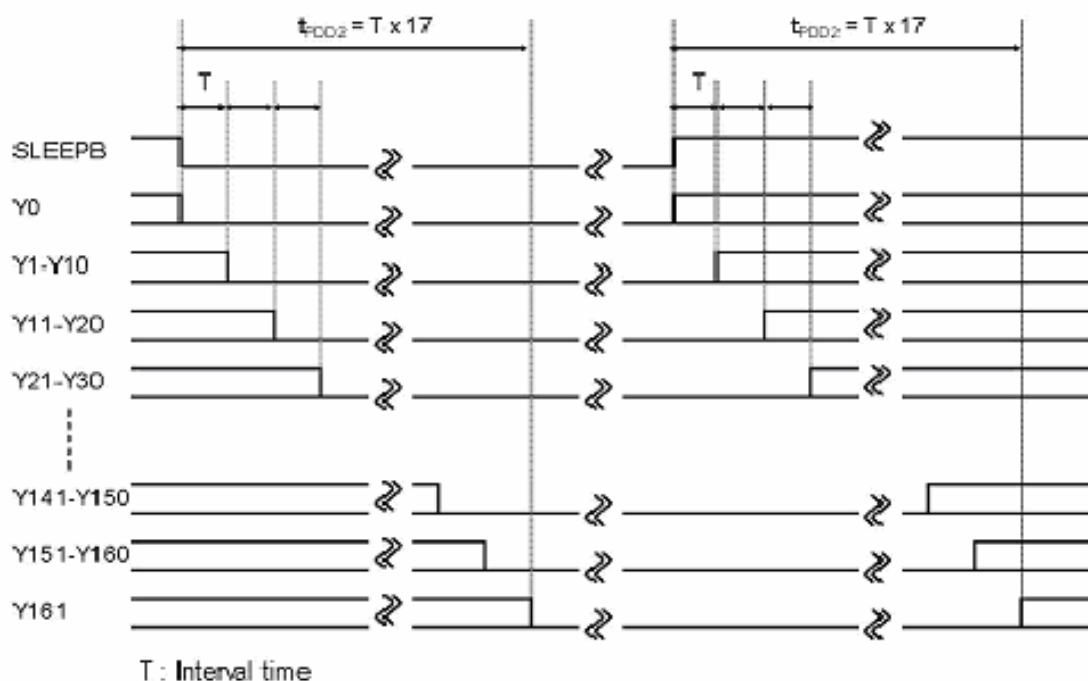 tPDD2 = T x 17 tPDD2 = T x 17
T T
SLEEPB
Y0
Y1-Y10
Y11-Y20
Y21-Y30
Y141-Y150
Y151-Y160
Y161
T : Interval time